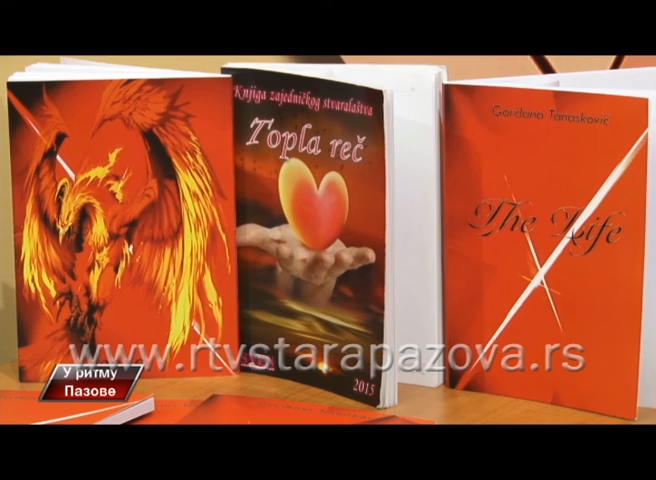 Knjiga zajedničkog stvaralaštva
Topla reč
2015
Gordana Tanasković
The Life
www.rtvstarapazova.rs
У ритму
Пазове